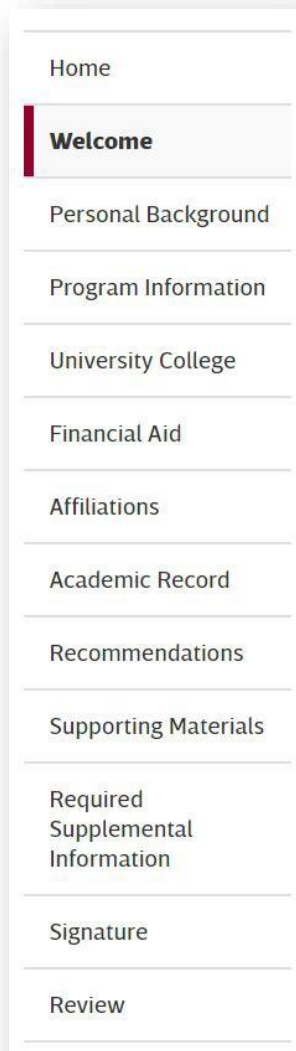 Home
Welcome
Personal Background
Program Information
University College
Financial Aid
Affiliations
Academic Record
Recommendations
Supporting Materials
Required
Supplemental
Information
Signature
Review